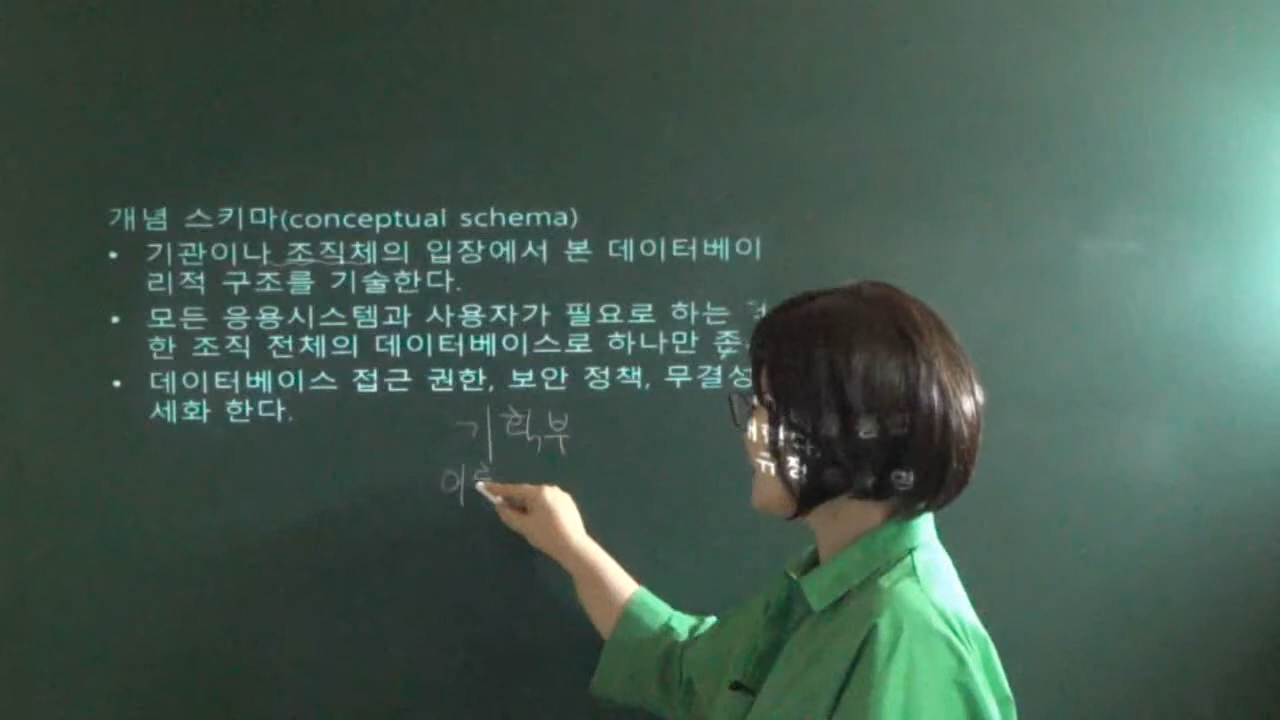 개념 스키마(conceptual schema)
• 기관이나 조직체의 입장에서 본 데이터베이
리적 구조를 기술한다.
• 모든 응용시스템과 사용자가 필요로 하는
한 조직 전체의 데이터베이스로 하나만
• 데이터베이스 접근 권한, 보안 정책, 무결성
세화 한다.
기획부